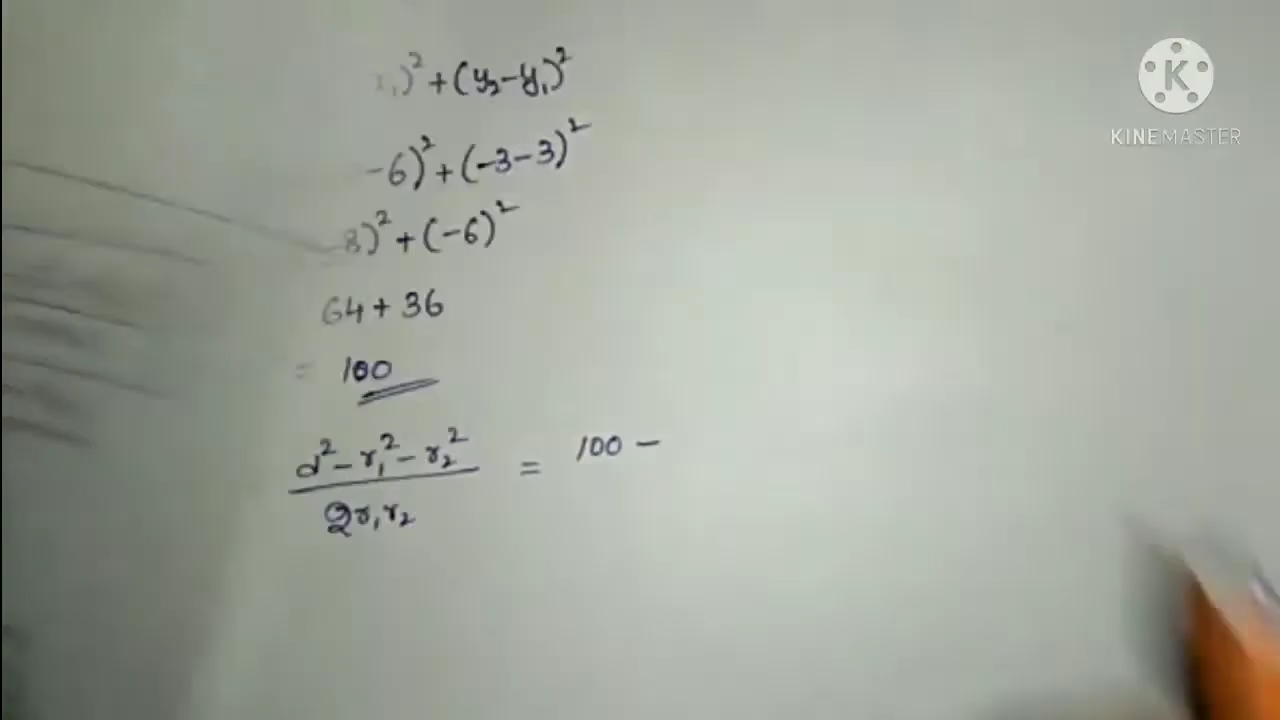 x₁)² + (y₂ - y₁)²
-6)² + (-3-3)²
8)² + (-6)²
64 + 36
= 100
d² - r₁² - r₂² / 2r₁r₂ = 100 -
K
KINEMASTER